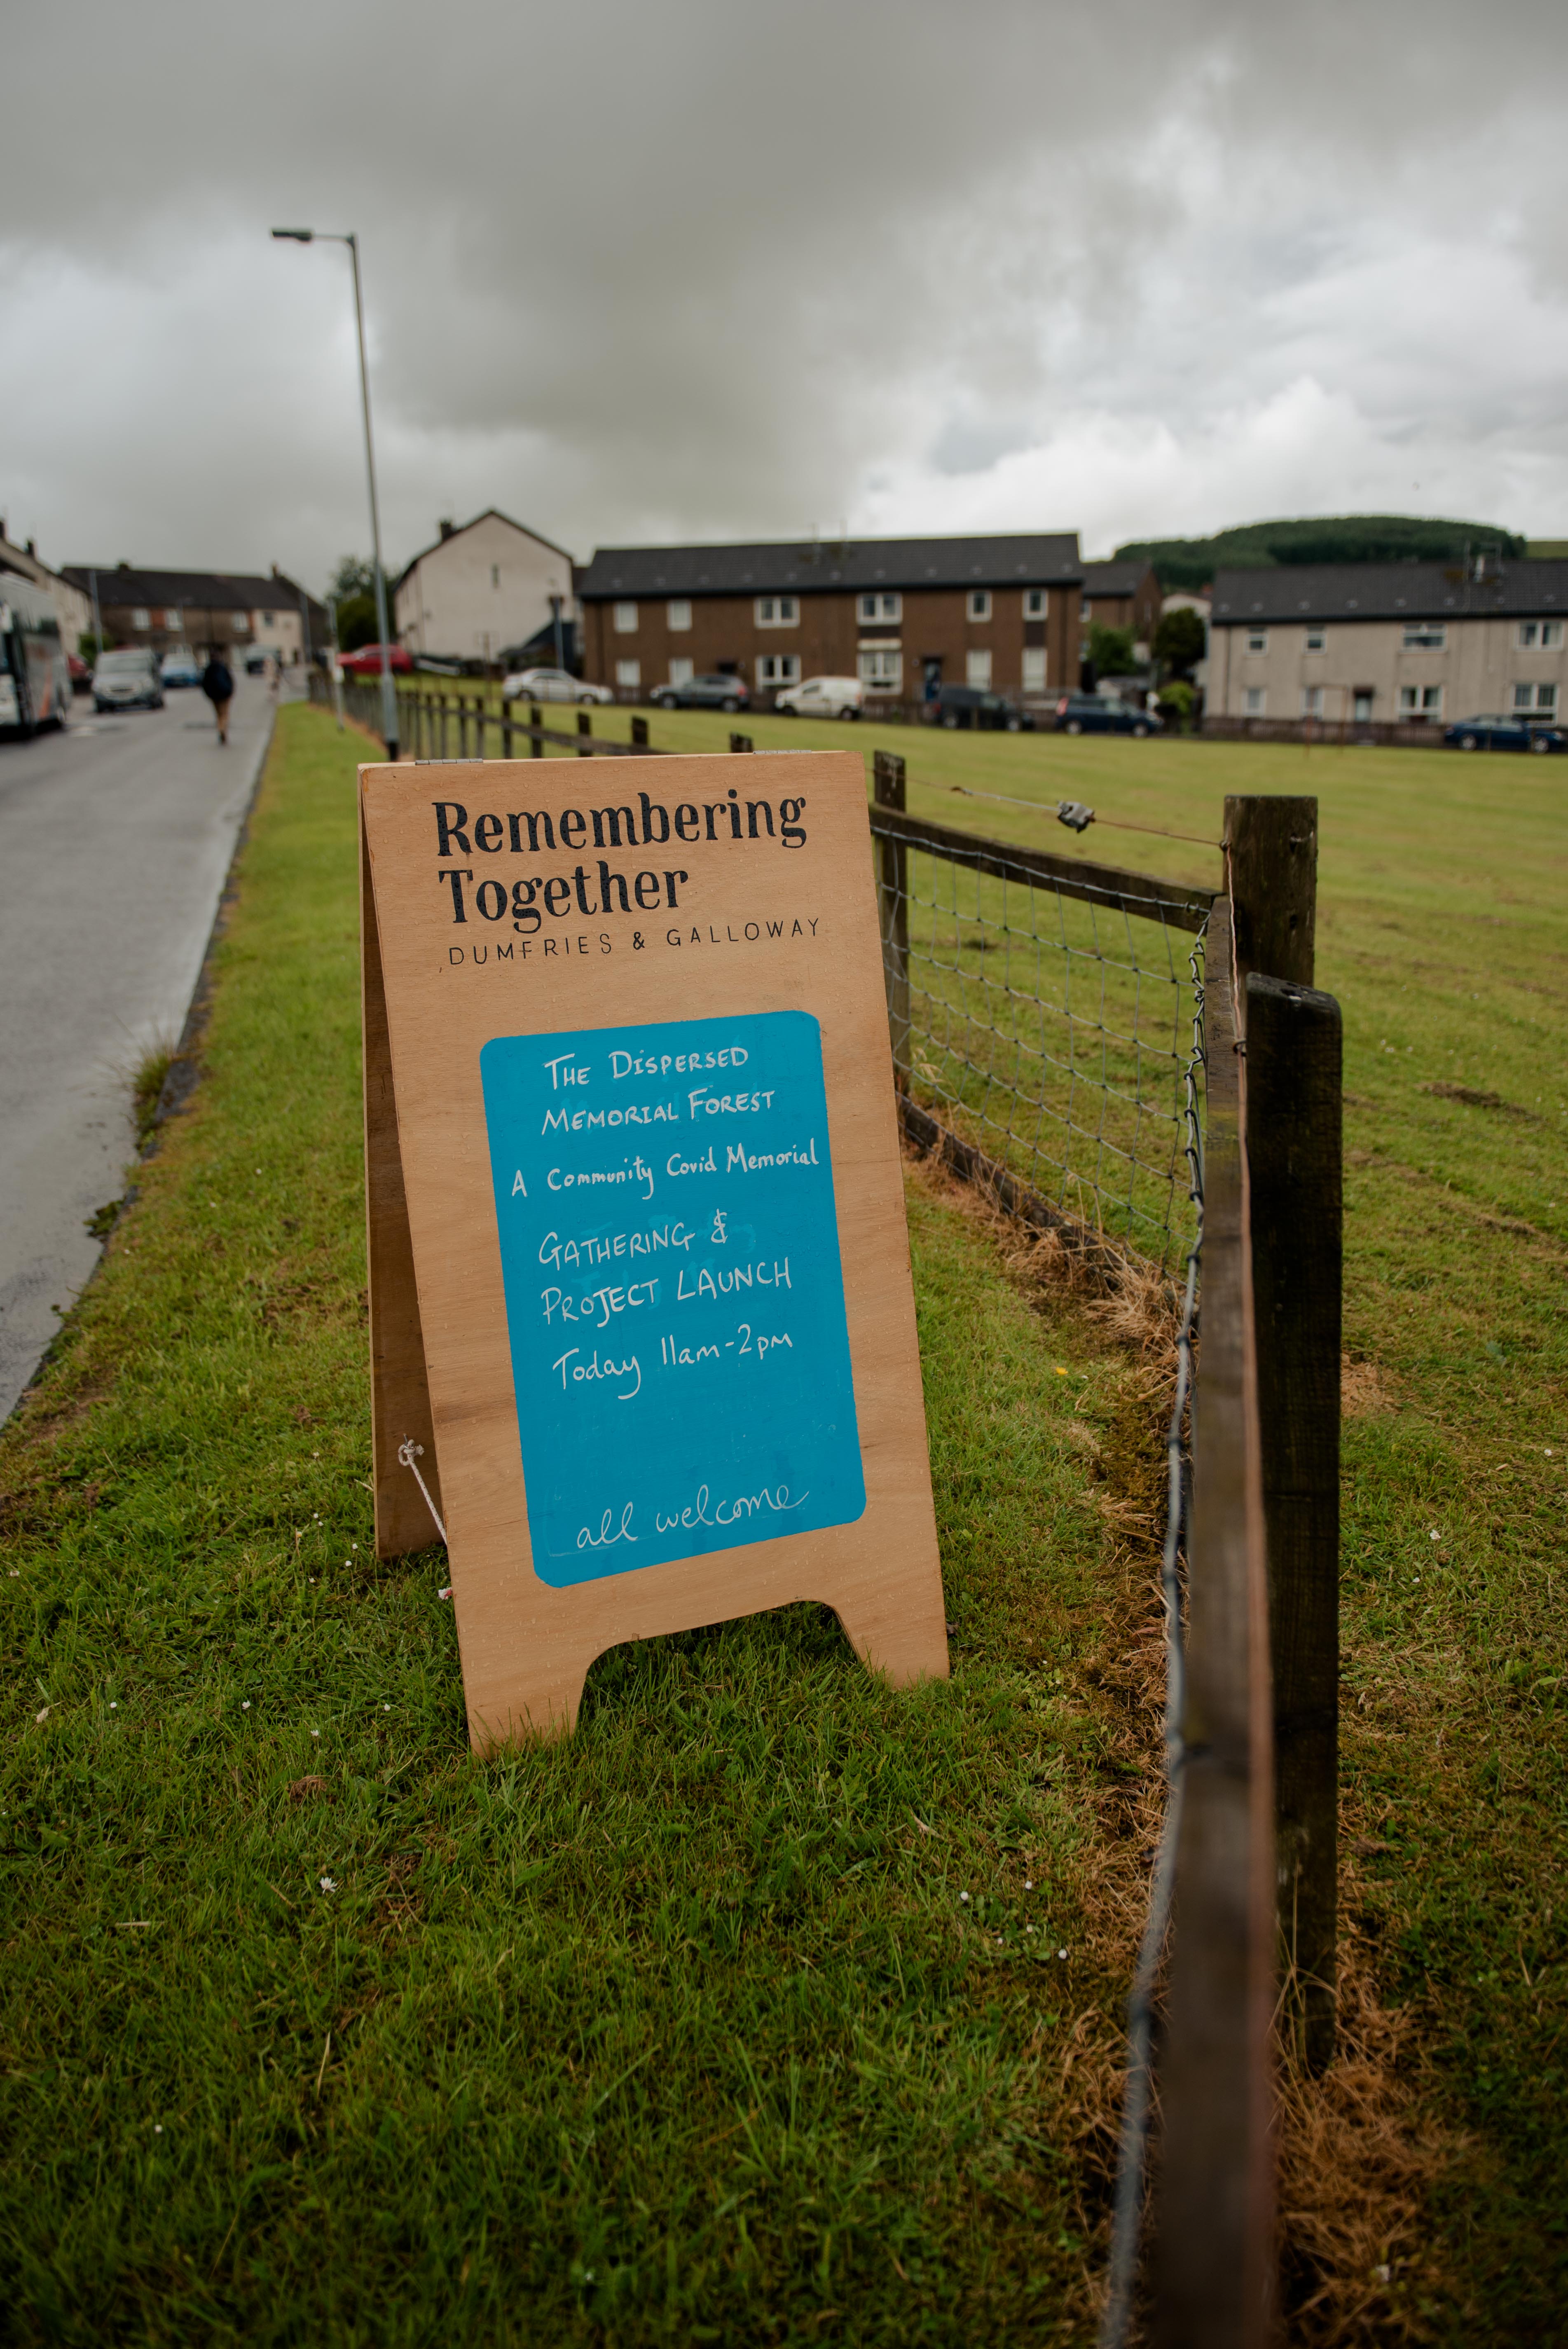 Remembering
Together
DUMFRIES & GALLOWAY
THE DISPERSED
MEMORIAL FOREST
A Community Covid Memorial
GATHERING &
PROJECT LAUNCH
Today 11am-2pm
all welcome